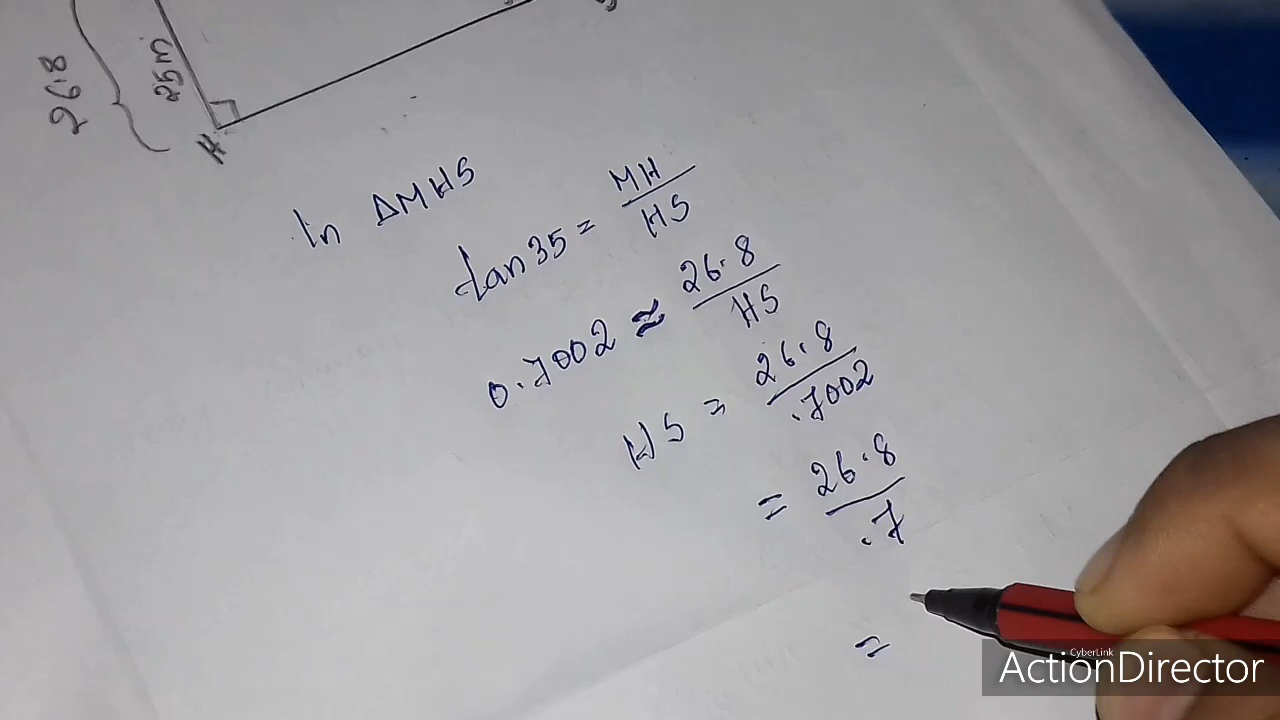 26.8
25m
H
In ΔMHS
tan 35 = MH/HS
0.7002 ≈ 26.8/HS
HS = 26.8/.7002
= 26.8/.7
=
CyberLink
ActionDirector